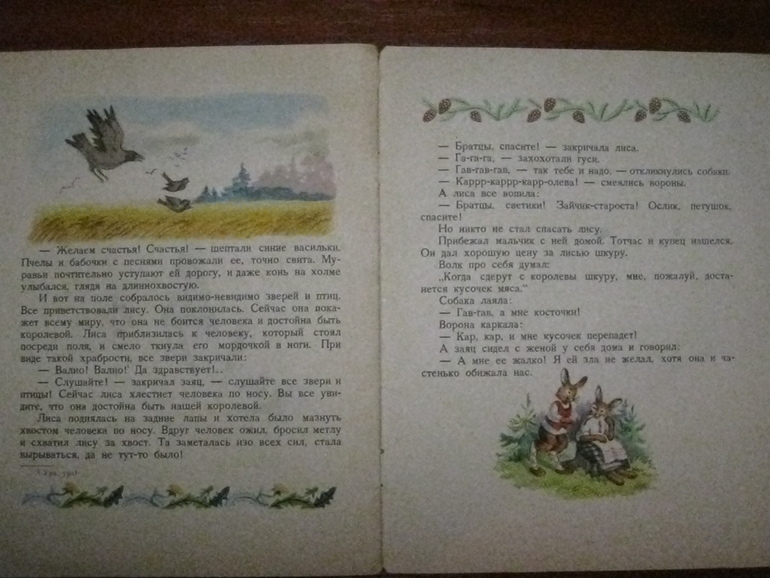 — Желаем счастья! Счастья! — шептали синие васильки.
Пчелы и бабочки с песнями провожали ее, точно свита. Му-
равьи почтительно уступают ей дорогу, и даже конь на холме
улыбался, глядя на длиннохвостую.
И вот на поле собралось видимо-невидимо зверей и птиц.
Все приветствовали лису. Она поклонилась. Сейчас она пока-
жет всему миру, что она не боится человека и достойна быть
королевой. Лиса приблизилась к человеку, который стоял
посреди поля, и смело ткнула его мордочкой в ноги. При
виде такой храбрости, все звери закричали:
— Валио! Валио!¹ Да здравствует!..
— Слушайте! — закричал заяц, — слушайте все звери и
птицы! Сейчас лиса хлестнет человека по носу. Вы все уви-
дите, что она достойна быть нашей королевой.
Лиса поднялась на задние лапы и хотела было мазнуть
хвостом человека по носу. Вдруг человек ожил, бросил метлу
и схватил лису за хвост. Та заметалась изо всех сил, стала
вырываться, да не тут-то было!
— Братцы, спасите! — закричала лиса.
— Га-га-га, — захохотали гуси.
— Гав-гав-гав, — так тебе и надо, — откликнулись собаки.
— Каррр-каррр-карр-олева! — смеялись вороны.
А лиса все вопила:
— Братцы, светики! Зайчик-староста! Ослик, петушок,
спасите!
Но никто не стал спасать лису.
Прибежал мальчик с ней домой. Тотчас и купец нашелся.
Он дал хорошую цену за лисью шкуру.
Волк про себя думал:
„Когда сдерут с королевы шкуру, мне, пожалуй, доста-
нется кусочек мяса.“
Собака лаяла:
— Гав-гав, а мне косточки!
Ворона каркала:
— Кар, кар, и мне кусочек перепадет!
А заяц сидел с женой у себя дома и говорил:
— А мне ее жалко! Я ей зла не желал, хотя она и ча-
стенько обижала нас.